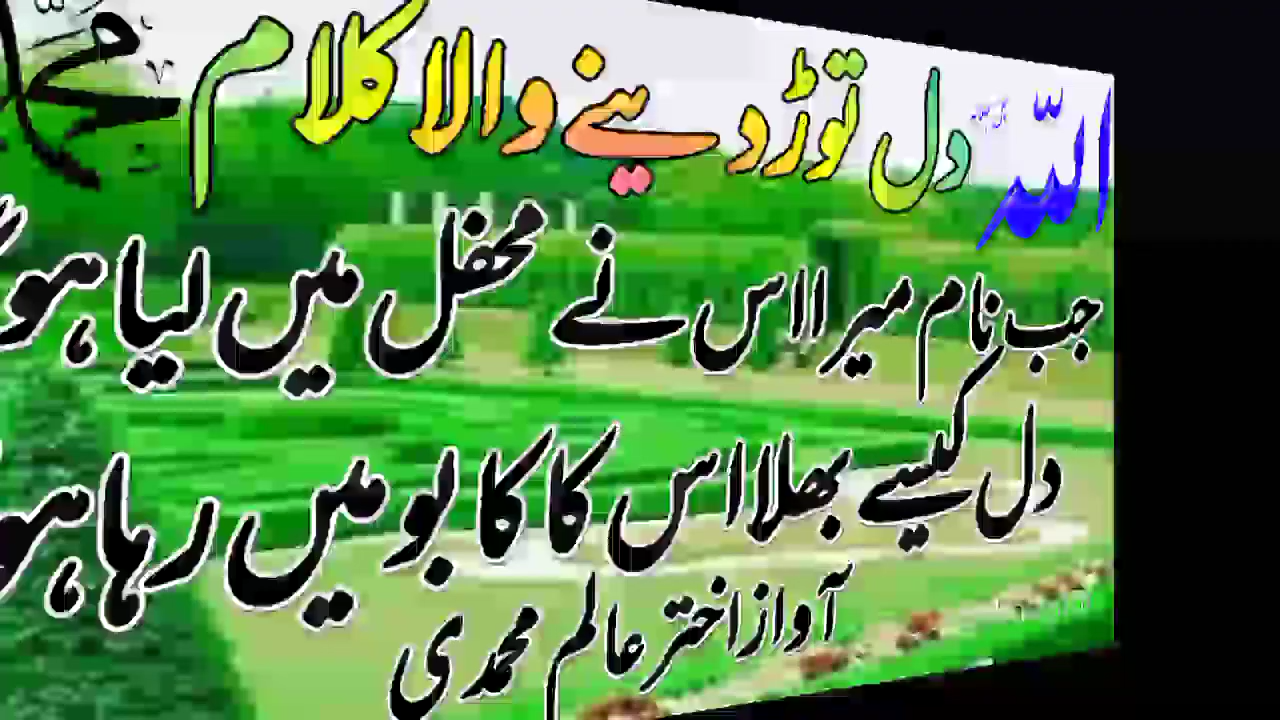 اللہ
محمد
دل توڑ دینے والا کلام
جب نام میرا اس نے محفل میں لیا ہو
دل کیسے بھلا اس کا کابو میں رہا ہو
آواز اختر عالم محمدی